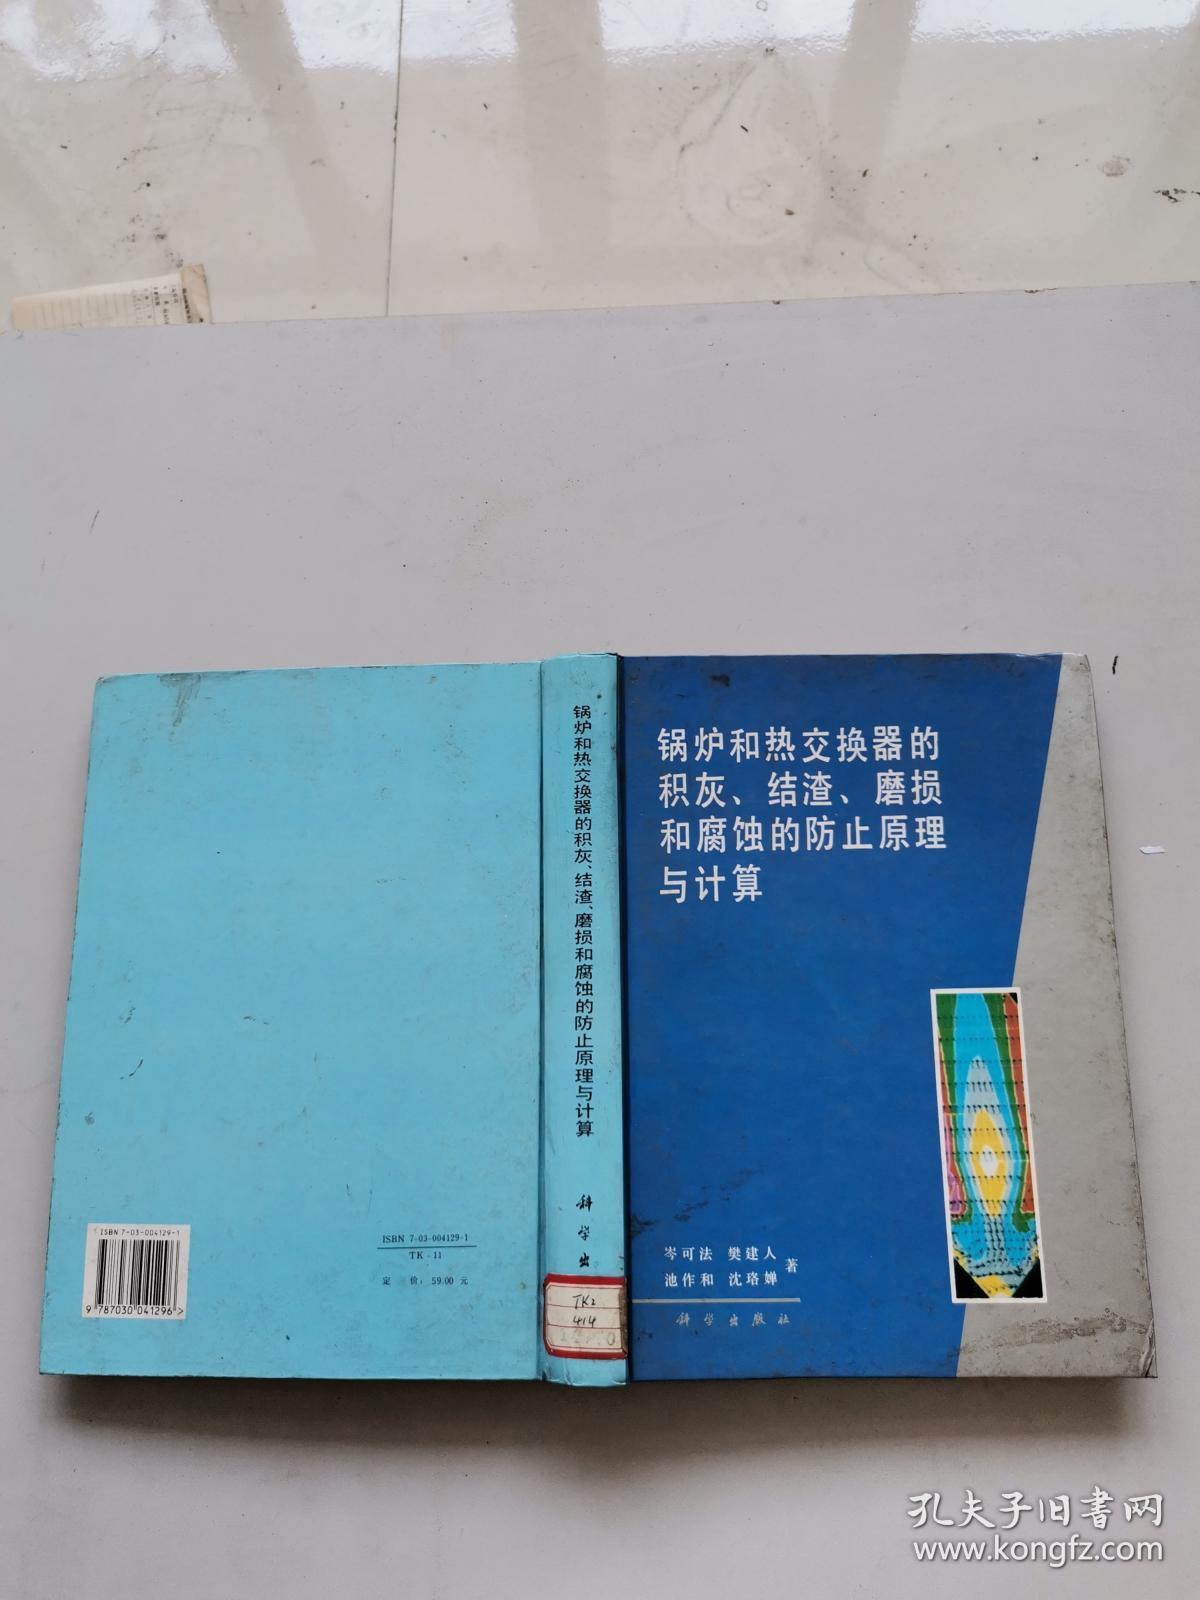 锅炉和热交换器的
积灰、结渣、磨损
和腐蚀的防止原理
与计算
岑可法 樊建人
池作和 沈珞婵 著
科学出版社
锅炉和热交换器的积灰、结渣、磨损和腐蚀的防止原理与计算
科学出
TK2
414
ISBN 7-03-004129-1
9 787030 041296>
ISBN 7-03-004129-1
TK·11
定 价：59.00 元
孔夫子旧书网
www.kongfz.com